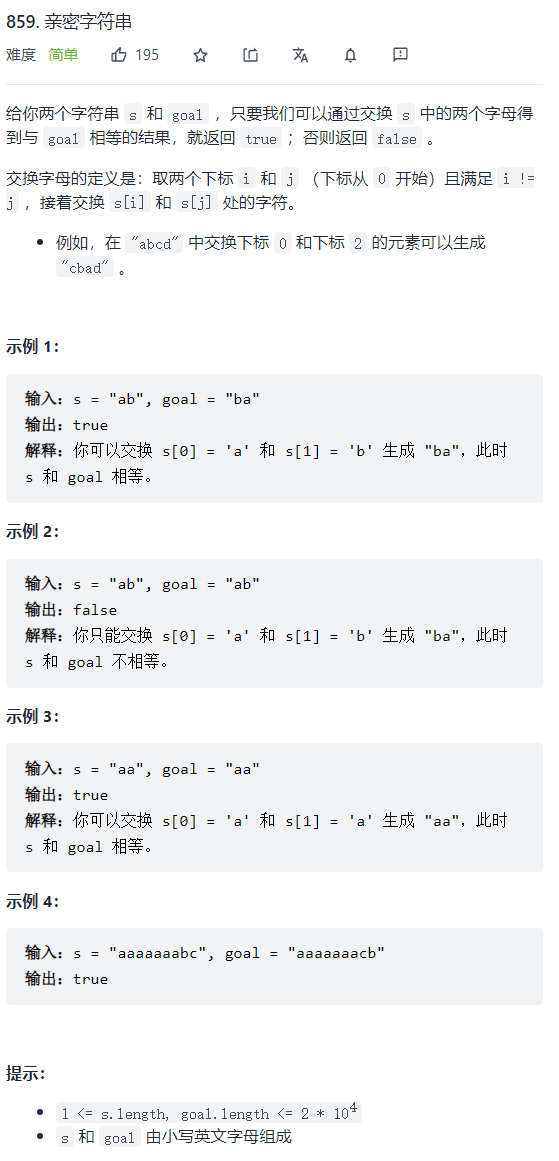 859. 亲密字符串
难度 简单 195
给你两个字符串 s 和 goal ，只要我们可以通过交换 s 中的两个字母得
到与 goal 相等的结果，就返回 true ；否则返回 false 。
交换字母的定义是：取两个下标 i 和 j （下标从 0 开始）且满足 i !=
j ，接着交换 s[i] 和 s[j] 处的字符。
• 例如，在 "abcd" 中交换下标 0 和下标 2 的元素可以生成
"cbad" 。
示例 1：
输入：s = "ab", goal = "ba"
输出：true
解释：你可以交换 s[0] = 'a' 和 s[1] = 'b' 生成 "ba"，此时
s 和 goal 相等。
示例 2：
输入：s = "ab", goal = "ab"
输出：false
解释：你只能交换 s[0] = 'a' 和 s[1] = 'b' 生成 "ba"，此时
s 和 goal 不相等。
示例 3：
输入：s = "aa", goal = "aa"
输出：true
解释：你可以交换 s[0] = 'a' 和 s[1] = 'a' 生成 "aa"，此时
s 和 goal 相等。
示例 4：
输入：s = "aaaaaaabc", goal = "aaaaaaacb"
输出：true
提示：
• 1 <= s.length, goal.length <= 2 * 10^4
• s 和 goal 由小写英文字母组成